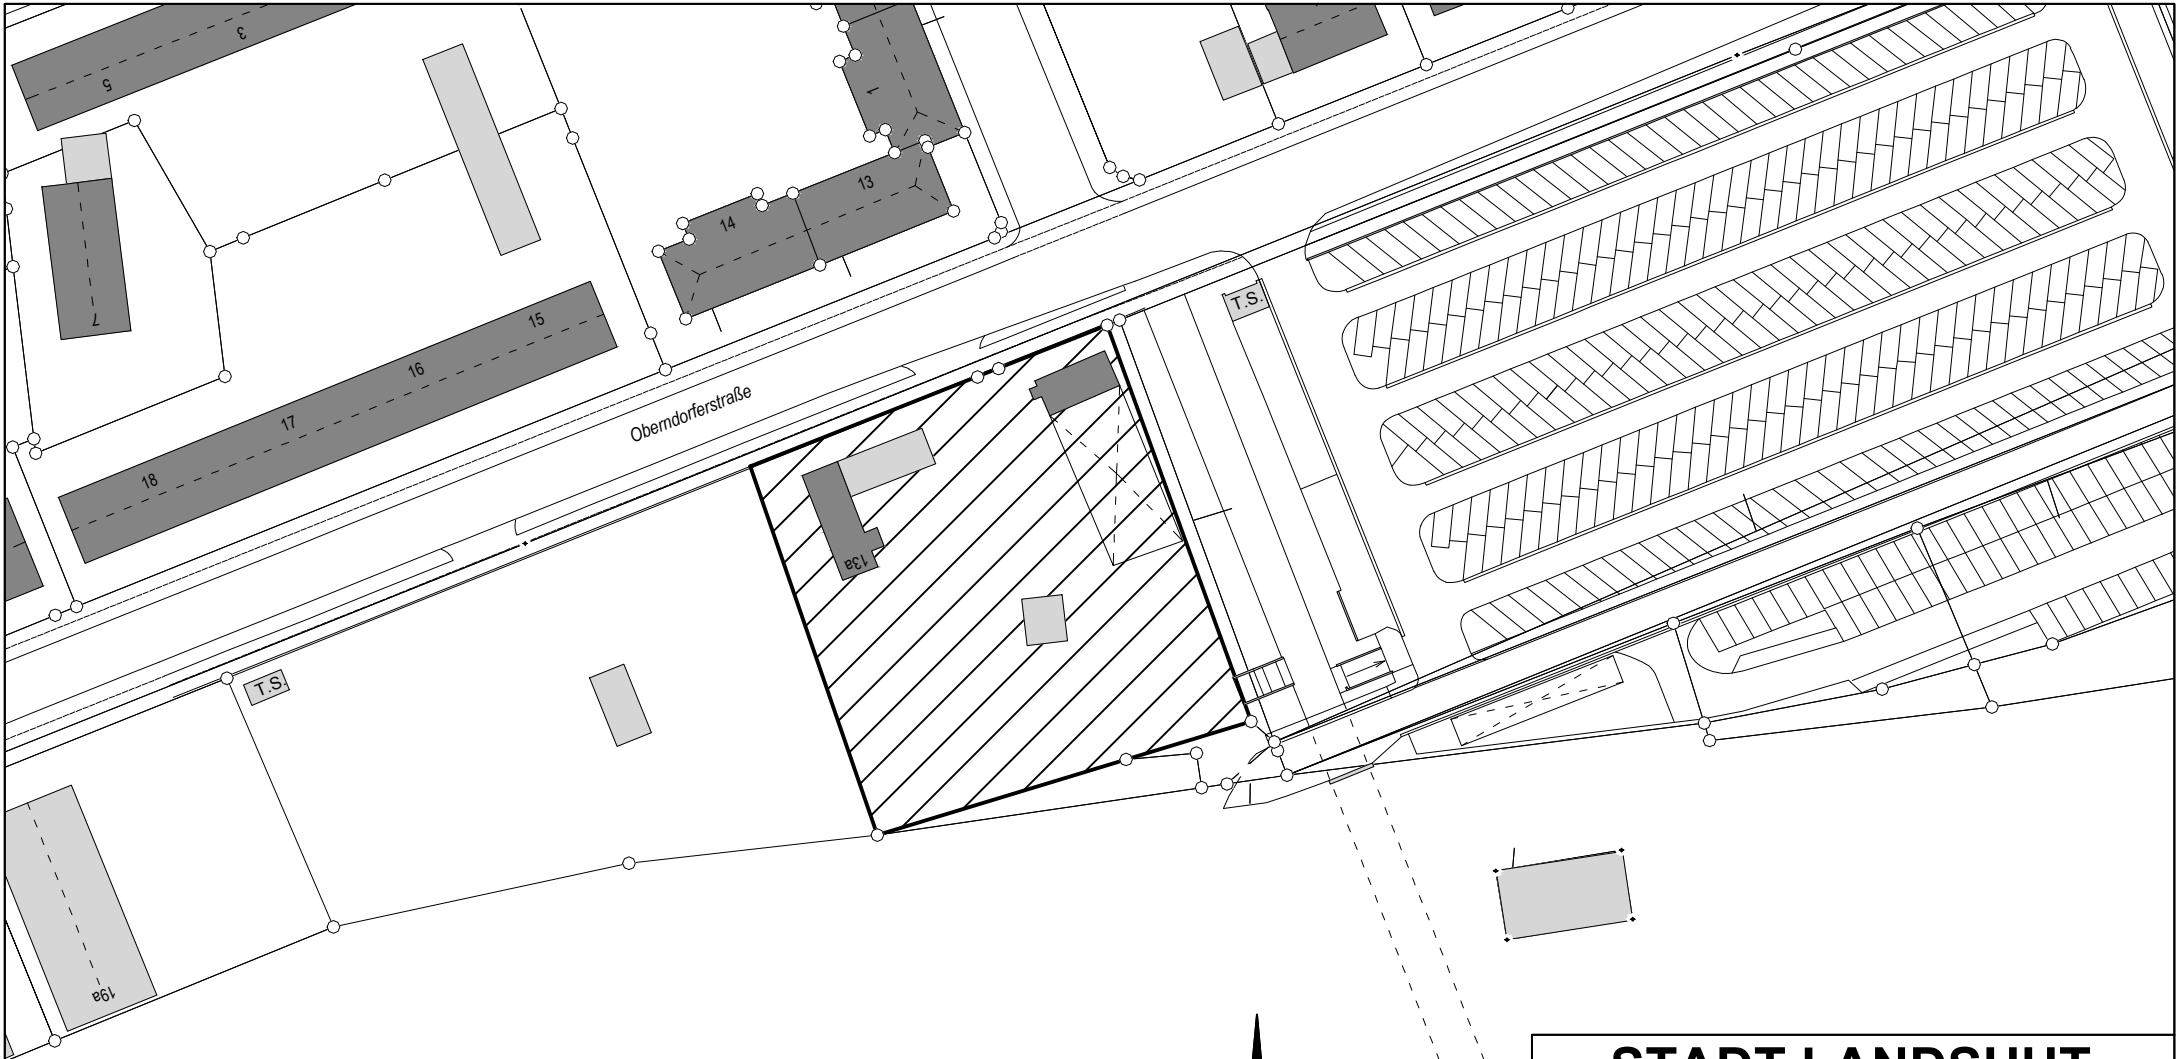 3
5
1
7
13
14
15
16
17
18
T.S.
Oberndorferstraße
13a
T.S.
19a
STADT LANDSHUT